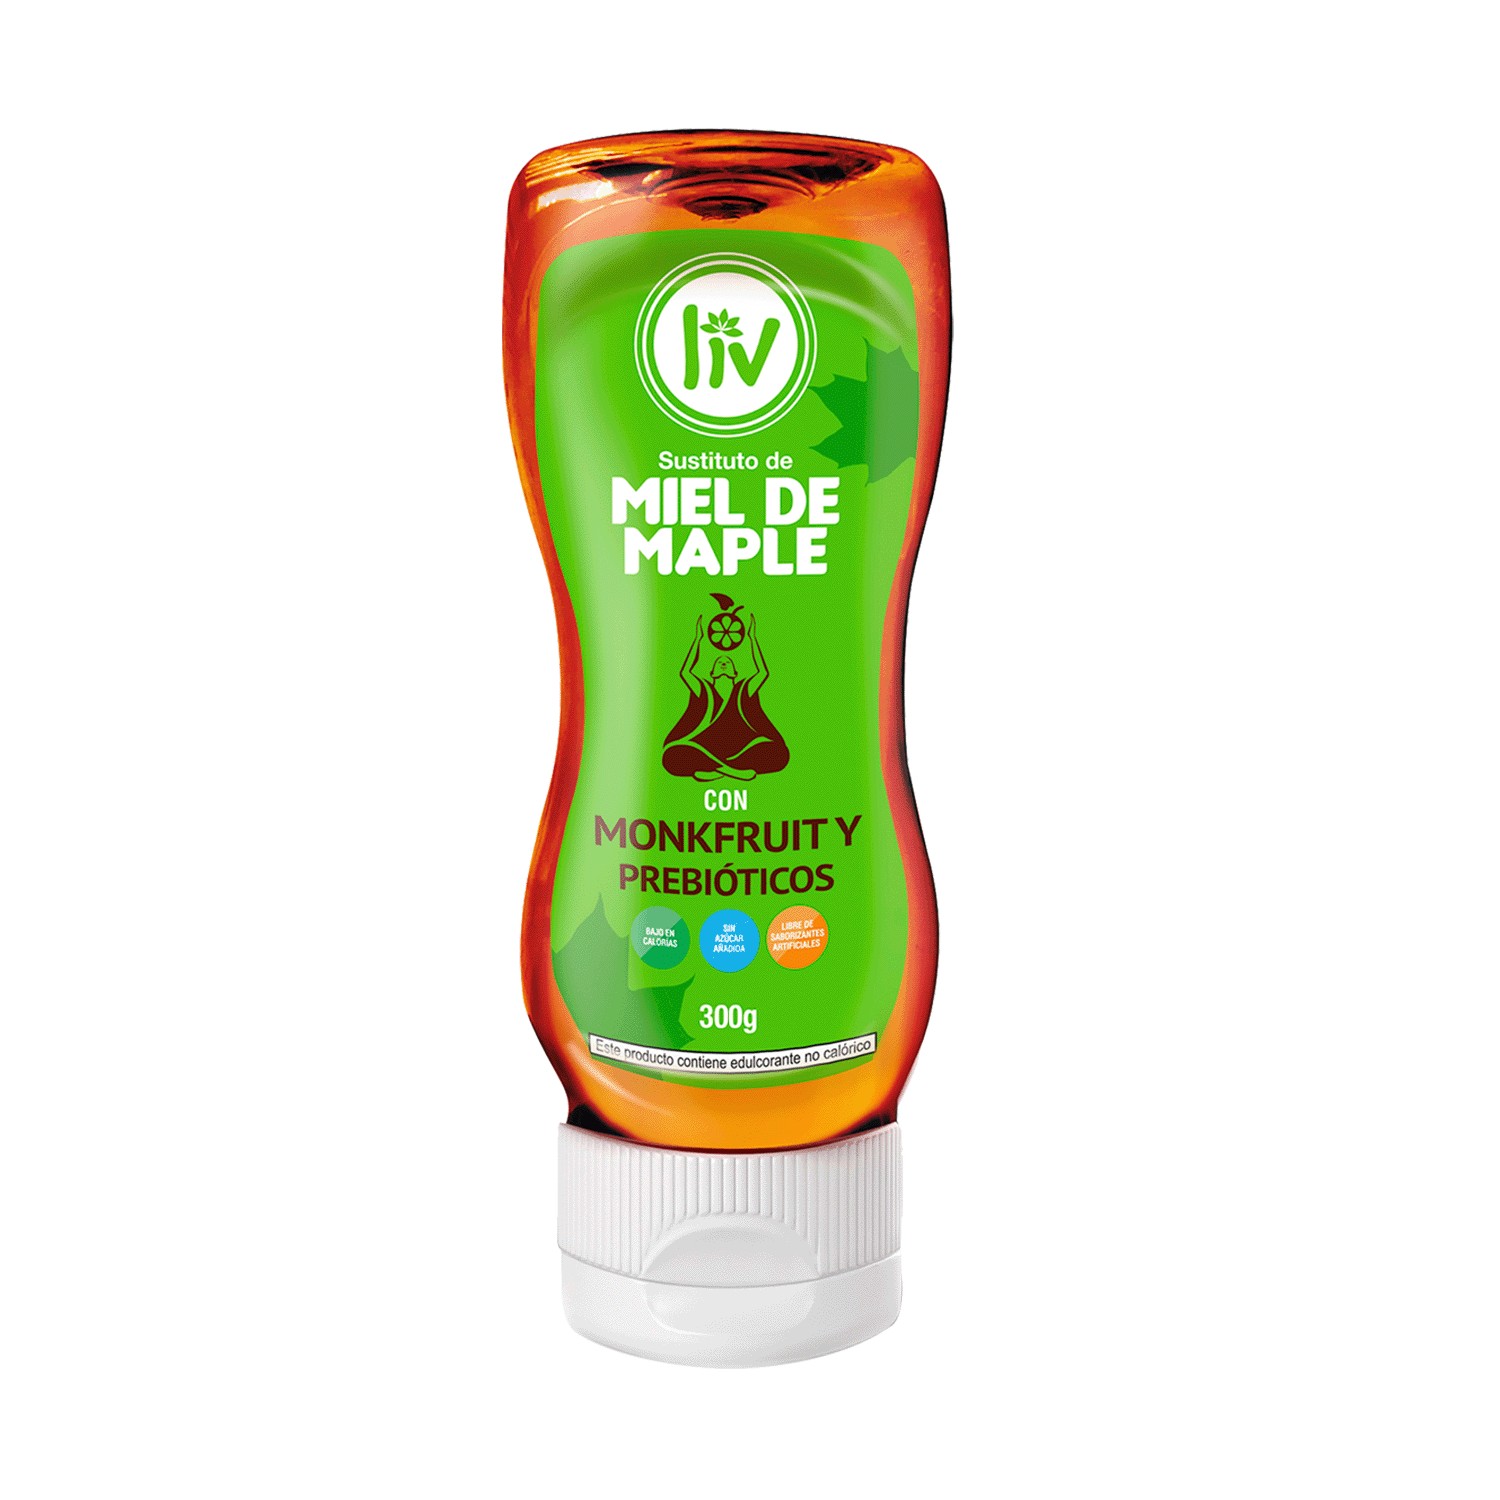 liv
Sustituto de
MIEL DE
MAPLE
CON
MONKFRUIT Y
PREBIÓTICOS
BAJO EN
CALORÍAS
SIN
AZÚCAR
AÑADIDA
LIBRE DE
SABORIZANTES
ARTIFICIALES
300g
Este producto contiene edulcorante no calórico